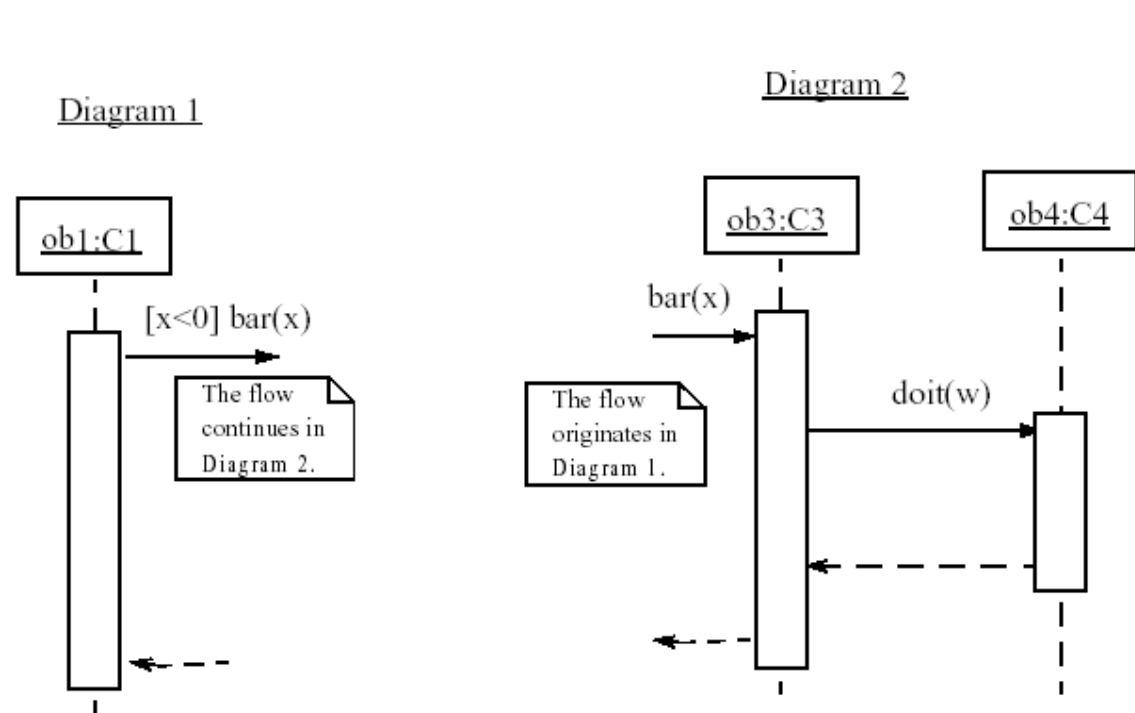 Diagram 1
ob1:C1
[x<0] bar(x)
The flow
continues in
Diagram 2.
Diagram 2
ob3:C3
ob4:C4
bar(x)
The flow
originates in
Diagram 1.
doit(w)